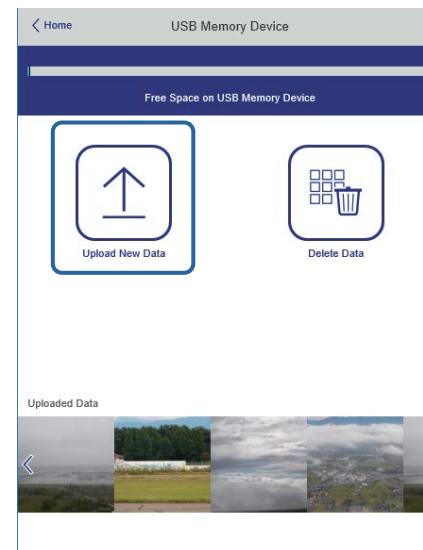 Home
USB Memory Device
Free Space on USB Memory Device
Upload New Data
Delete Data
Uploaded Data